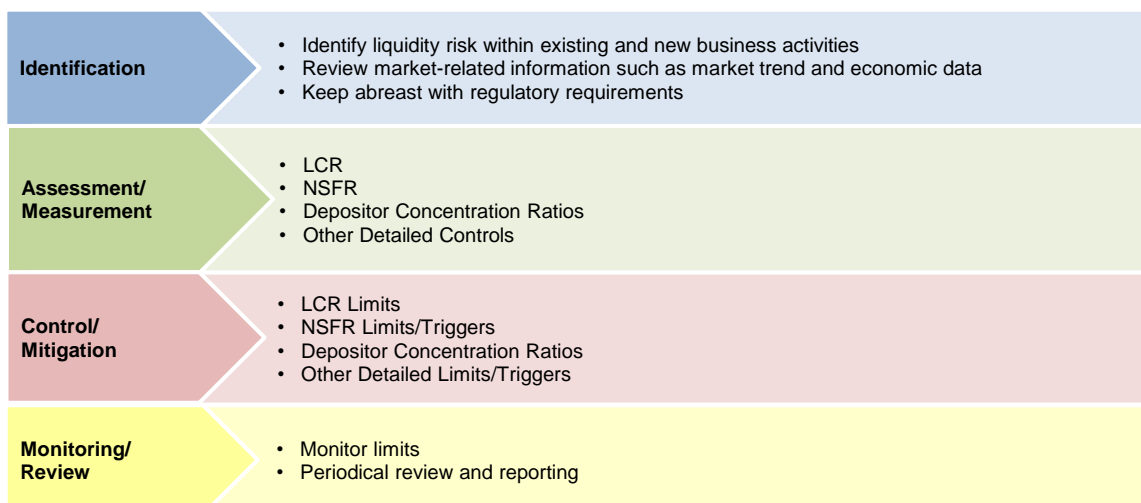 Identification
• Identify liquidity risk within existing and new business activities
• Review market-related information such as market trend and economic data
• Keep abreast with regulatory requirements
Assessment/
Measurement
• LCR
• NSFR
• Depositor Concentration Ratios
• Other Detailed Controls
Control/
Mitigation
• LCR Limits
• NSFR Limits/Triggers
• Depositor Concentration Ratios
• Other Detailed Limits/Triggers
Monitoring/
Review
• Monitor limits
• Periodical review and reporting